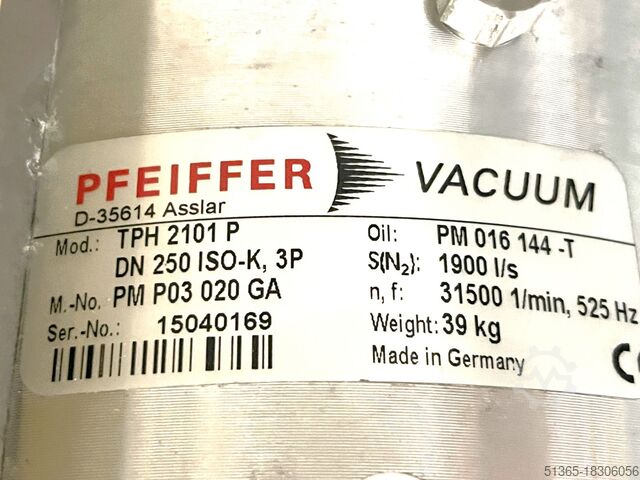 PFEIFFER VACUUM
D-35614 Asslar
Mod.: TPH 2101 P
DN 250 ISO-K, 3P
M.-No. PM P03 020 GA
Ser.-No.: 15040169
Oil: PM 016 144 -T
S(N₂): 1900 l/s
n, f: 31500 1/min, 525 Hz
Weight: 39 kg
Made in Germany
CE
51365-18306056